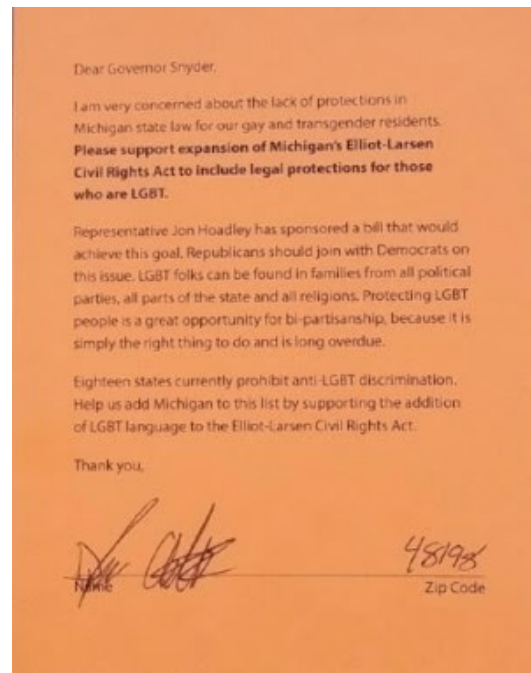 Dear Governor Snyder,
I am very concerned about the lack of protections in
Michigan state law for our gay and transgender residents.
Please support expansion of Michigan's Elliot-Larsen
Civil Rights Act to include legal protections for those
who are LGBT.
Representative Jon Hoadley has sponsored a bill that would
achieve this goal. Republicans should join with Democrats on
this issue. LGBT folks can be found in families from all political
parties, all parts of the state and all religions. Protecting LGBT
people is a great opportunity for bi-partisanship, because it is
simply the right thing to do and is long overdue.
Eighteen states currently prohibit anti-LGBT discrimination.
Help us add Michigan to this list by supporting the addition
of LGBT language to the Elliot-Larsen Civil Rights Act.
Thank you,
48198
Name Zip Code